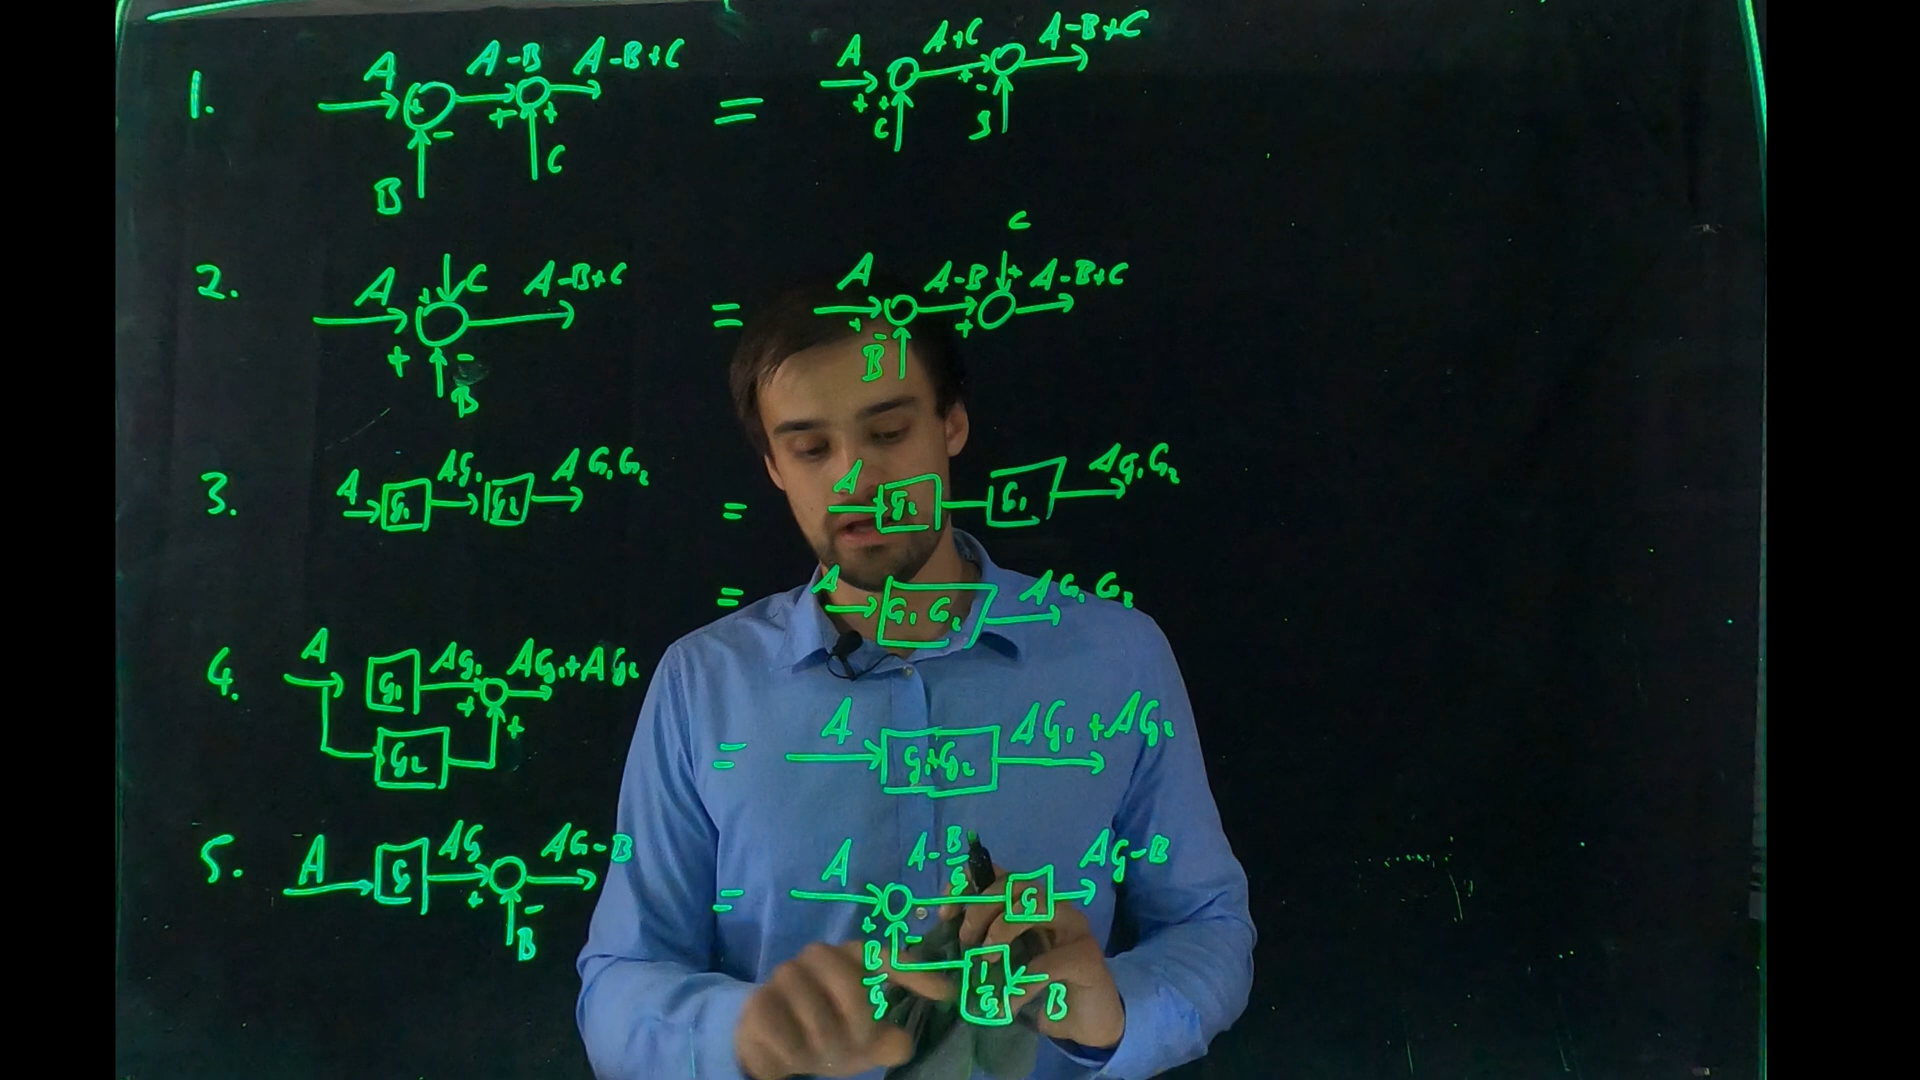 1. A + - B A-B + + C A-B+C = A + + C A+C + - B A-B+C
2. A + + C - B A-B+C = A + - B A-B + + C A-B+C
3. A G₁ AG₁ G₂ AG₁G₂ = A G₂ G₁ AG₁G₂
= A G₁G₂ AG₁G₂
4. A G₁ AG₁ + G₂ + AG₁+AG₂ = A G₁+G₂ AG₁+AG₂
5. A G AG + - B AG-B = A + - B/G A-B/G G AG-B 1/G B